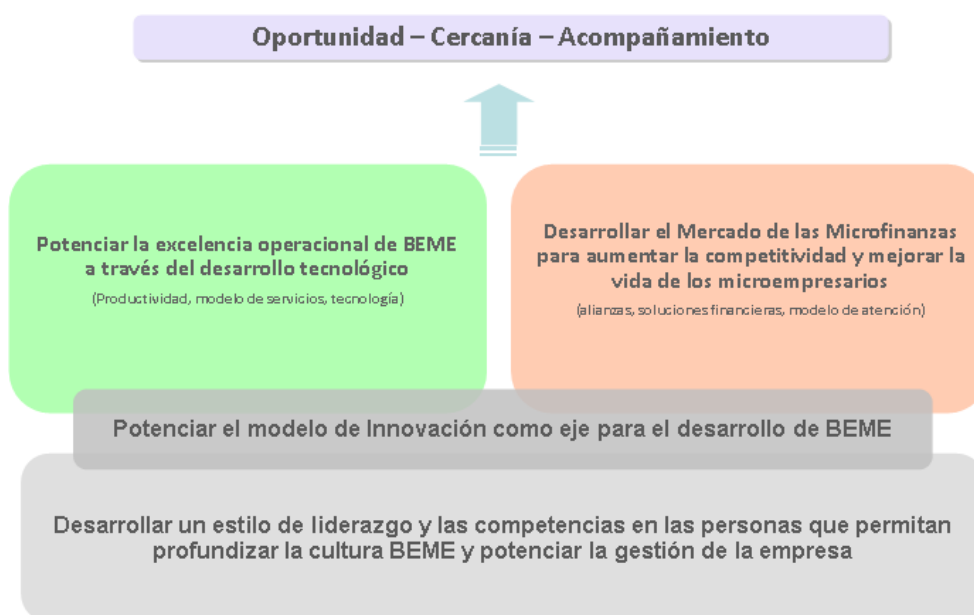 Oportunidad – Cercanía – Acompañamiento
Potenciar la excelencia operacional de BEME
a través del desarrollo tecnológico
(Productividad, modelo de servicios, tecnología)
Desarrollar el Mercado de las Microfinanzas
para aumentar la competitividad y mejorar la
vida de los microempresarios
(alianzas, soluciones financieras, modelo de atención)
Potenciar el modelo de Innovación como eje para el desarrollo de BEME
Desarrollar un estilo de liderazgo y las competencias en las personas que permitan
profundizar la cultura BEME y potenciar la gestión de la empresa